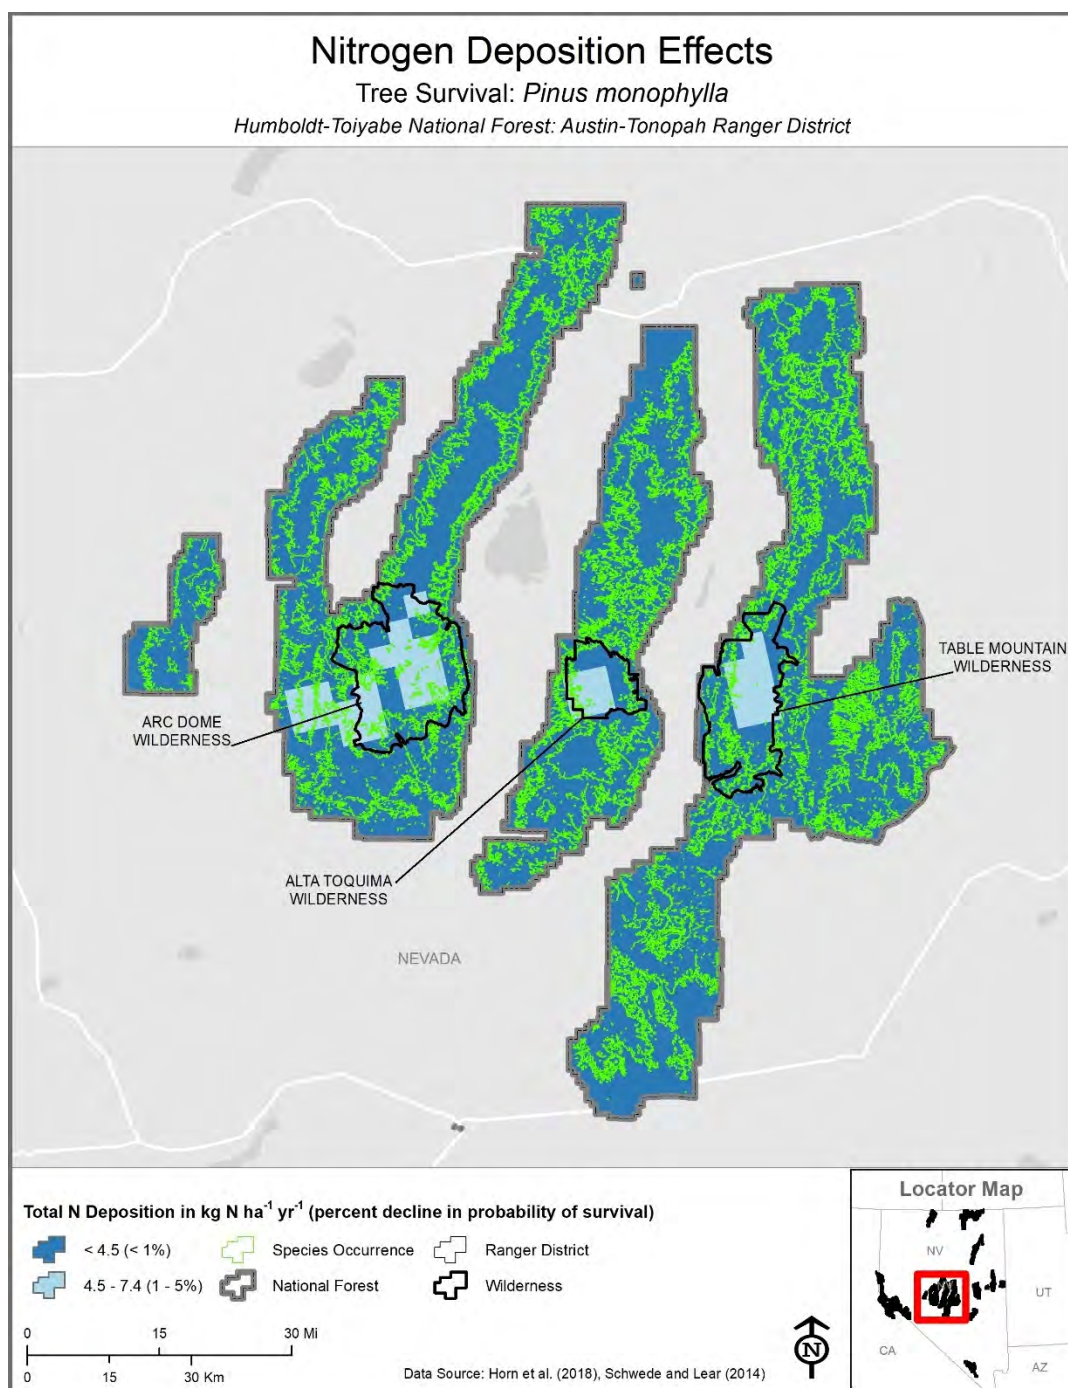 Nitrogen Deposition Effects
Tree Survival: Pinus monophylla
Humboldt-Toiyabe National Forest: Austin-Tonopah Ranger District
TABLE MOUNTAIN
WILDERNESS
ARC DOME
WILDERNESS
ALTA TOQUIMA
WILDERNESS
NEVADA
Total N Deposition in kg N ha⁻¹ yr⁻¹ (percent decline in probability of survival)
< 4.5 (< 1%)
Species Occurrence
Ranger District
4.5 - 7.4 (1 - 5%)
National Forest
Wilderness
0 15 30 Mi
0 15 30 Km
N
Data Source: Horn et al. (2018), Schwede and Lear (2014)
Locator Map
NV
UT
CA
AZ